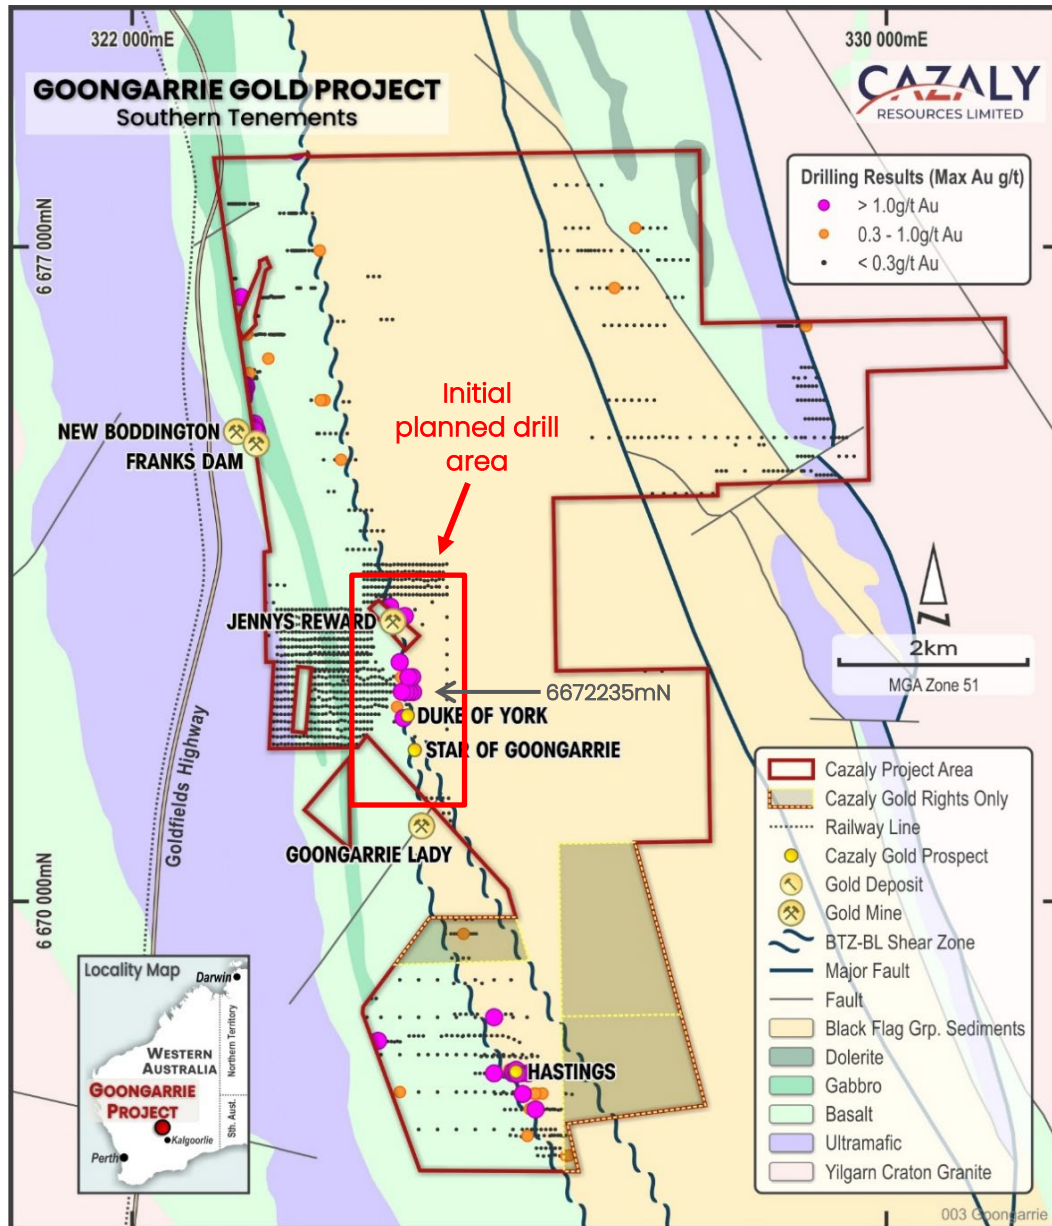 322 000mE
330 000mE
GOONGARRIE GOLD PROJECT
Southern Tenements
CAZALY
RESOURCES LIMITED
Drilling Results (Max Au g/t)
> 1.0g/t Au
0.3 - 1.0g/t Au
< 0.3g/t Au
6 677 000mN
Initial
planned drill
area
NEW BODDINGTON
FRANKS DAM
JENNYS REWARD
N
2km
MGA Zone 51
6672235mN
DUKE OF YORK
STAR OF GOONGARRIE
Goldfields Highway
GOONGARRIE LADY
6 670 000mN
Cazaly Project Area
Cazaly Gold Rights Only
Railway Line
Cazaly Gold Prospect
Gold Deposit
Gold Mine
BTZ-BL Shear Zone
Major Fault
Fault
Black Flag Grp. Sediments
Dolerite
Gabbro
Basalt
Ultramafic
Yilgarn Craton Granite
HASTINGS
Locality Map
Darwin
Northern Territory
WESTERN
AUSTRALIA
GOONGARRIE
PROJECT
Sth. Aust.
Kalgoorlie
Perth
003 Goongarrie